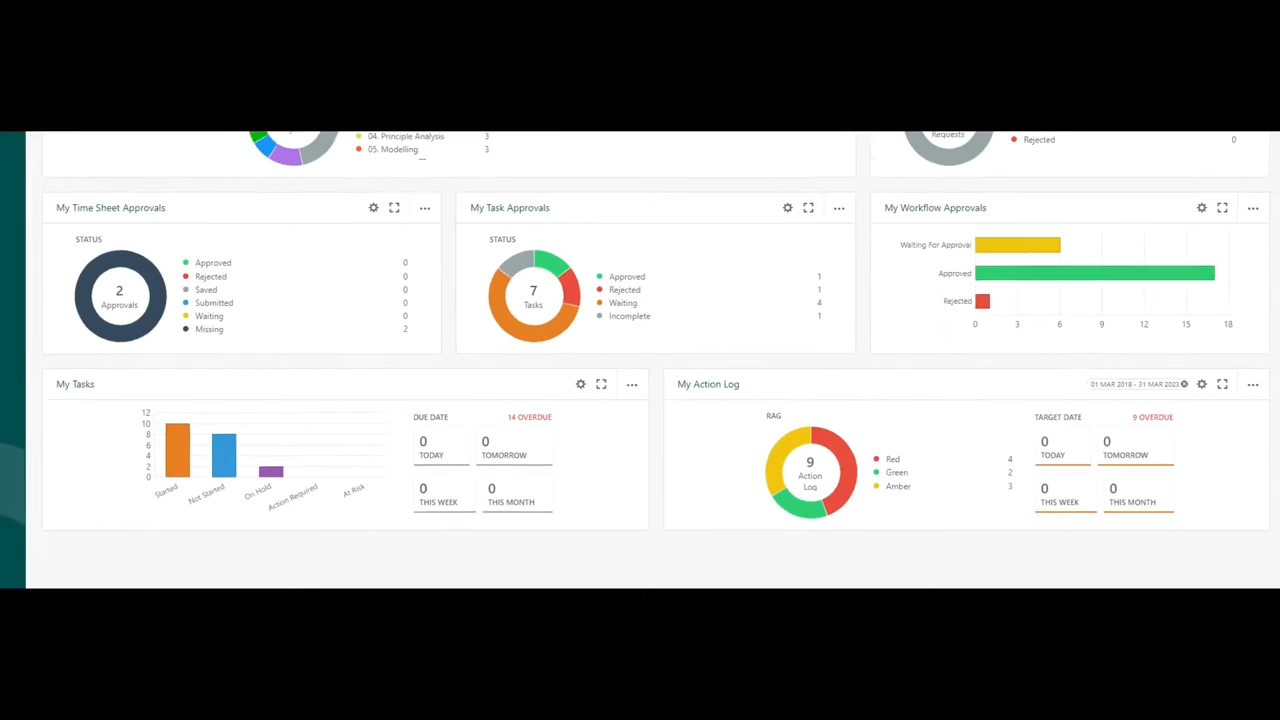 04. Principle Analysis 3
05. Modelling 3
...
Requests
Rejected 0
My Time Sheet Approvals
STATUS
2
Approvals
Approved 0
Rejected 0
Saved 0
Submitted 0
Waiting 0
Missing 2
My Task Approvals
STATUS
7
Tasks
Approved 1
Rejected 1
Waiting 4
Incomplete 1
My Workflow Approvals
Waiting For Approval
Approved
Rejected
0 3 6 9 12 15 18
My Tasks
12
10
8
6
4
2
0
Started Not Started On Hold Action Required At Risk
DUE DATE 14 OVERDUE
0 0
TODAY TOMORROW
0 0
THIS WEEK THIS MONTH
My Action Log 01 MAR 2018 - 31 MAR 2023
RAG
9
Action
Log
Red 4
Green 2
Amber 3
TARGET DATE 9 OVERDUE
0 0
TODAY TOMORROW
0 0
THIS WEEK THIS MONTH